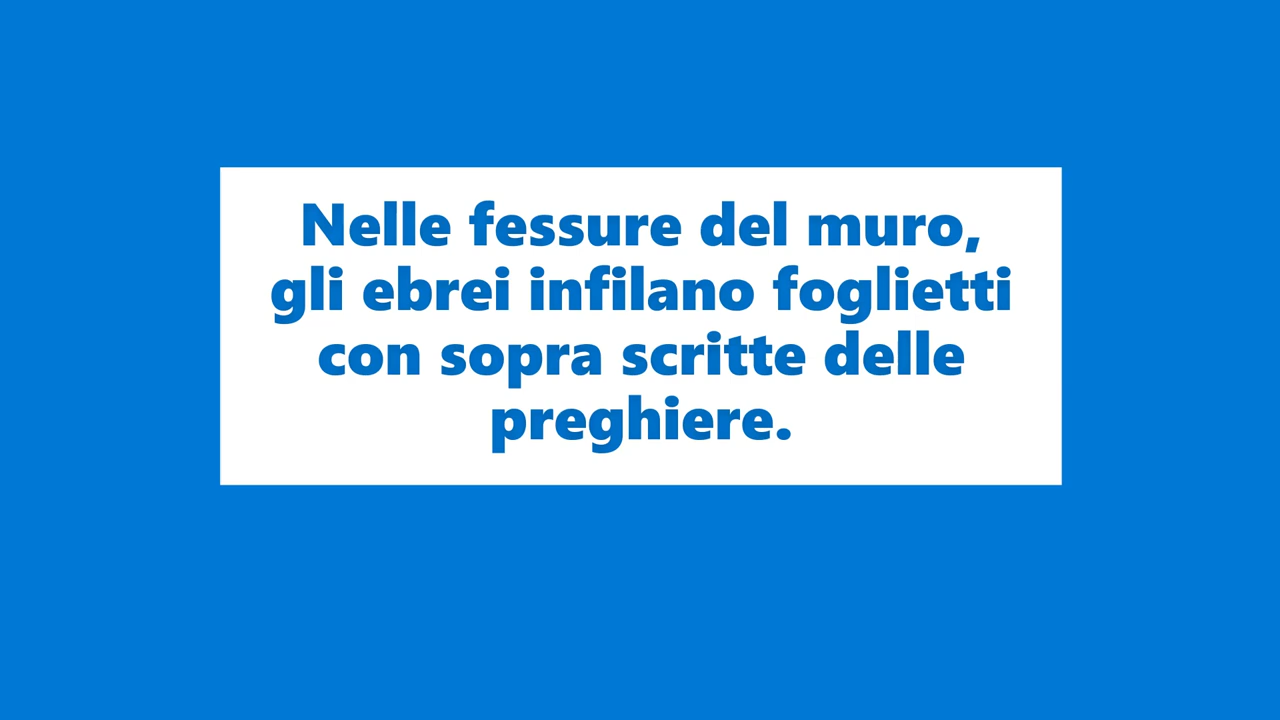 Nelle fessure del muro,
gli ebrei infilano foglietti
con sopra scritte delle
preghiere.